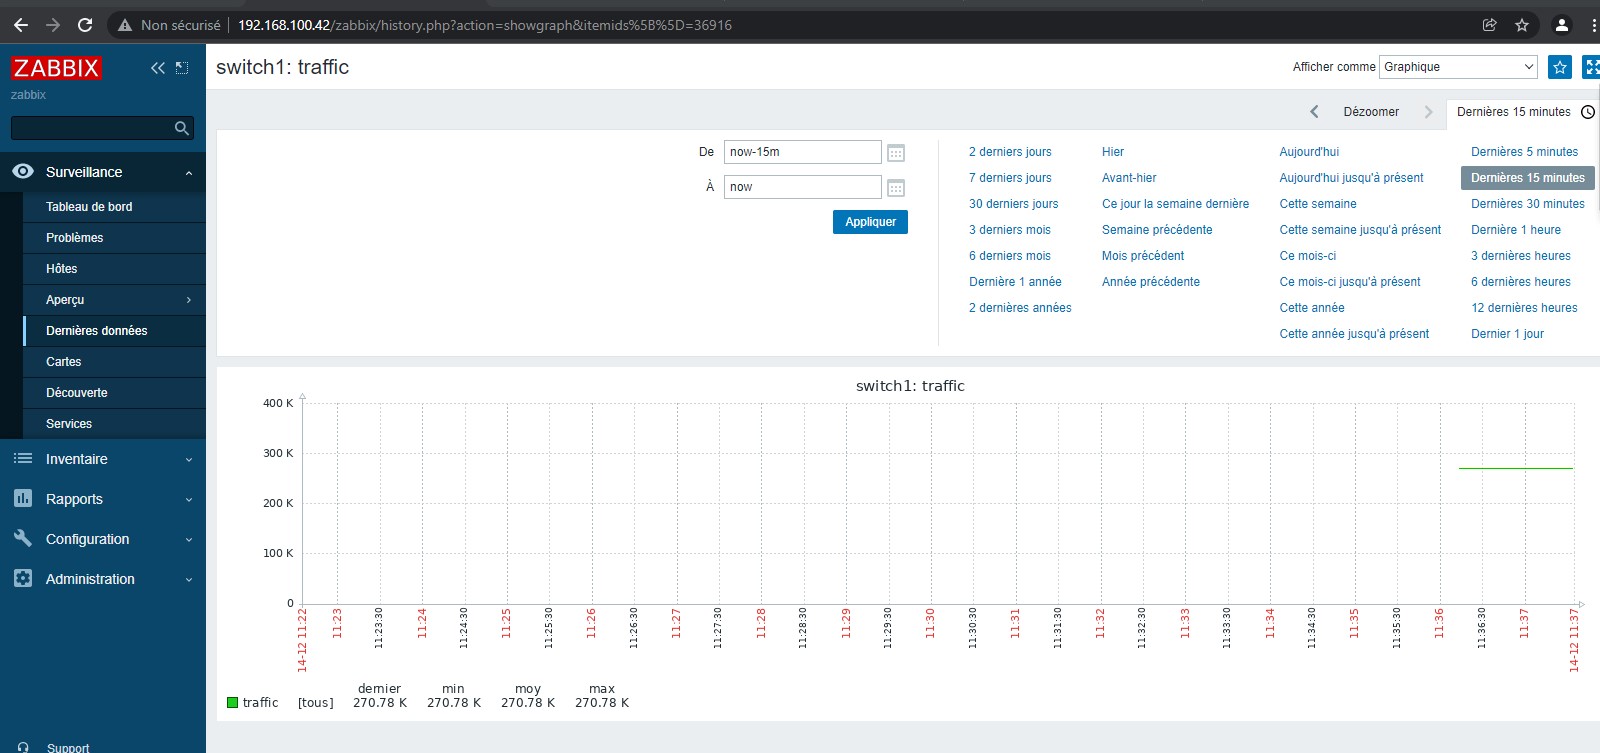 Non sécurisé 192.168.100.42/zabbix/history.php?action=showgraph&itemids%5B%5D=36916
ZABBIX
zabbix
Surveillance
Tableau de bord
Problèmes
Hôtes
Aperçu
Dernières données
Cartes
Découverte
Services
Inventaire
Rapports
Configuration
Administration
Support
switch1: traffic
Afficher comme Graphique
Dézoomer Dernières 15 minutes
De now-15m
À now
Appliquer
2 derniers jours Hier Aujourd'hui Dernières 5 minutes
7 derniers jours Avant-hier Aujourd'hui jusqu'à présent Dernières 15 minutes
30 derniers jours Ce jour la semaine dernière Cette semaine Dernières 30 minutes
3 derniers mois Semaine précédente Cette semaine jusqu'à présent Dernière 1 heure
6 derniers mois Mois précédent Ce mois-ci 3 dernières heures
Dernière 1 année Année précédente Ce mois-ci jusqu'à présent 6 dernières heures
2 dernières années Cette année 12 dernières heures
Cette année jusqu'à présent Dernier 1 jour
switch1: traffic
400 K
300 K
200 K
100 K
0
14-12 11:22 11:23 11:23:30 11:24 11:24:30 11:25 11:25:30 11:26 11:26:30 11:27 11:27:30 11:28 11:28:30 11:29 11:29:30 11:30 11:30:30 11:31 11:31:30 11:32 11:32:30 11:33 11:33:30 11:34 11:34:30 11:35 11:35:30 11:36 11:36:30 11:37 14-12 11:37
dernier min moy max
traffic [tous] 270.78 K 270.78 K 270.78 K 270.78 K